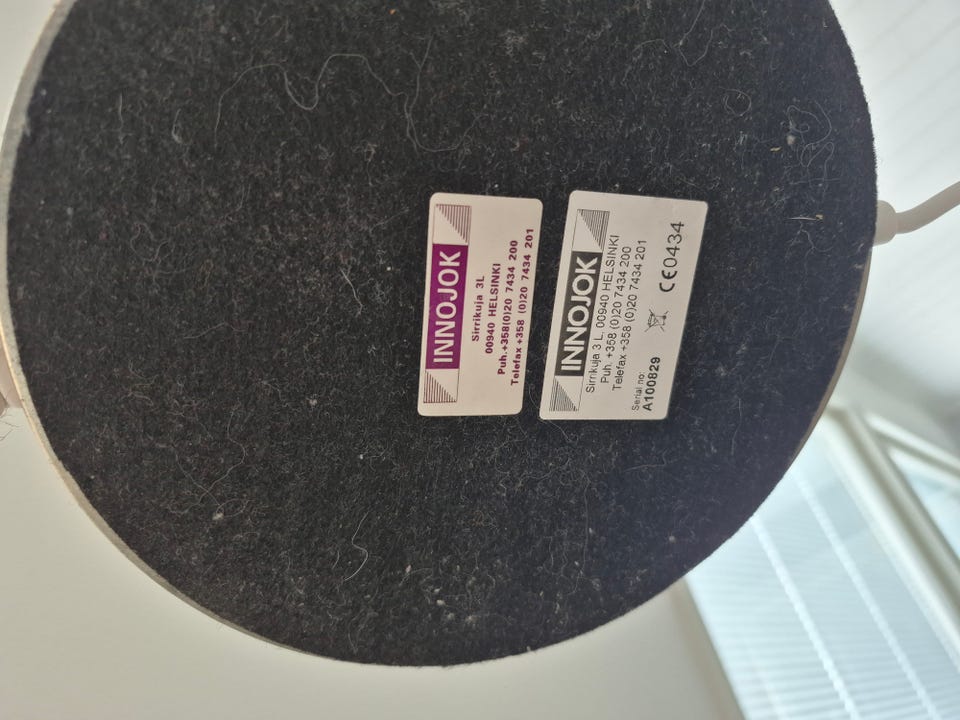 INNOJOK
Sirrikuja 3L
00940 HELSINKI
Puh.+358(0)20 7434 200
Telefax +358 (0)20 7434 201
INNOJOK
Sirrikuja 3 L 00940 HELSINKI
Puh. +358 (0)20 7434 200
Telefax +358 (0)20 7434 201
Serial no:
A100829
CE0434